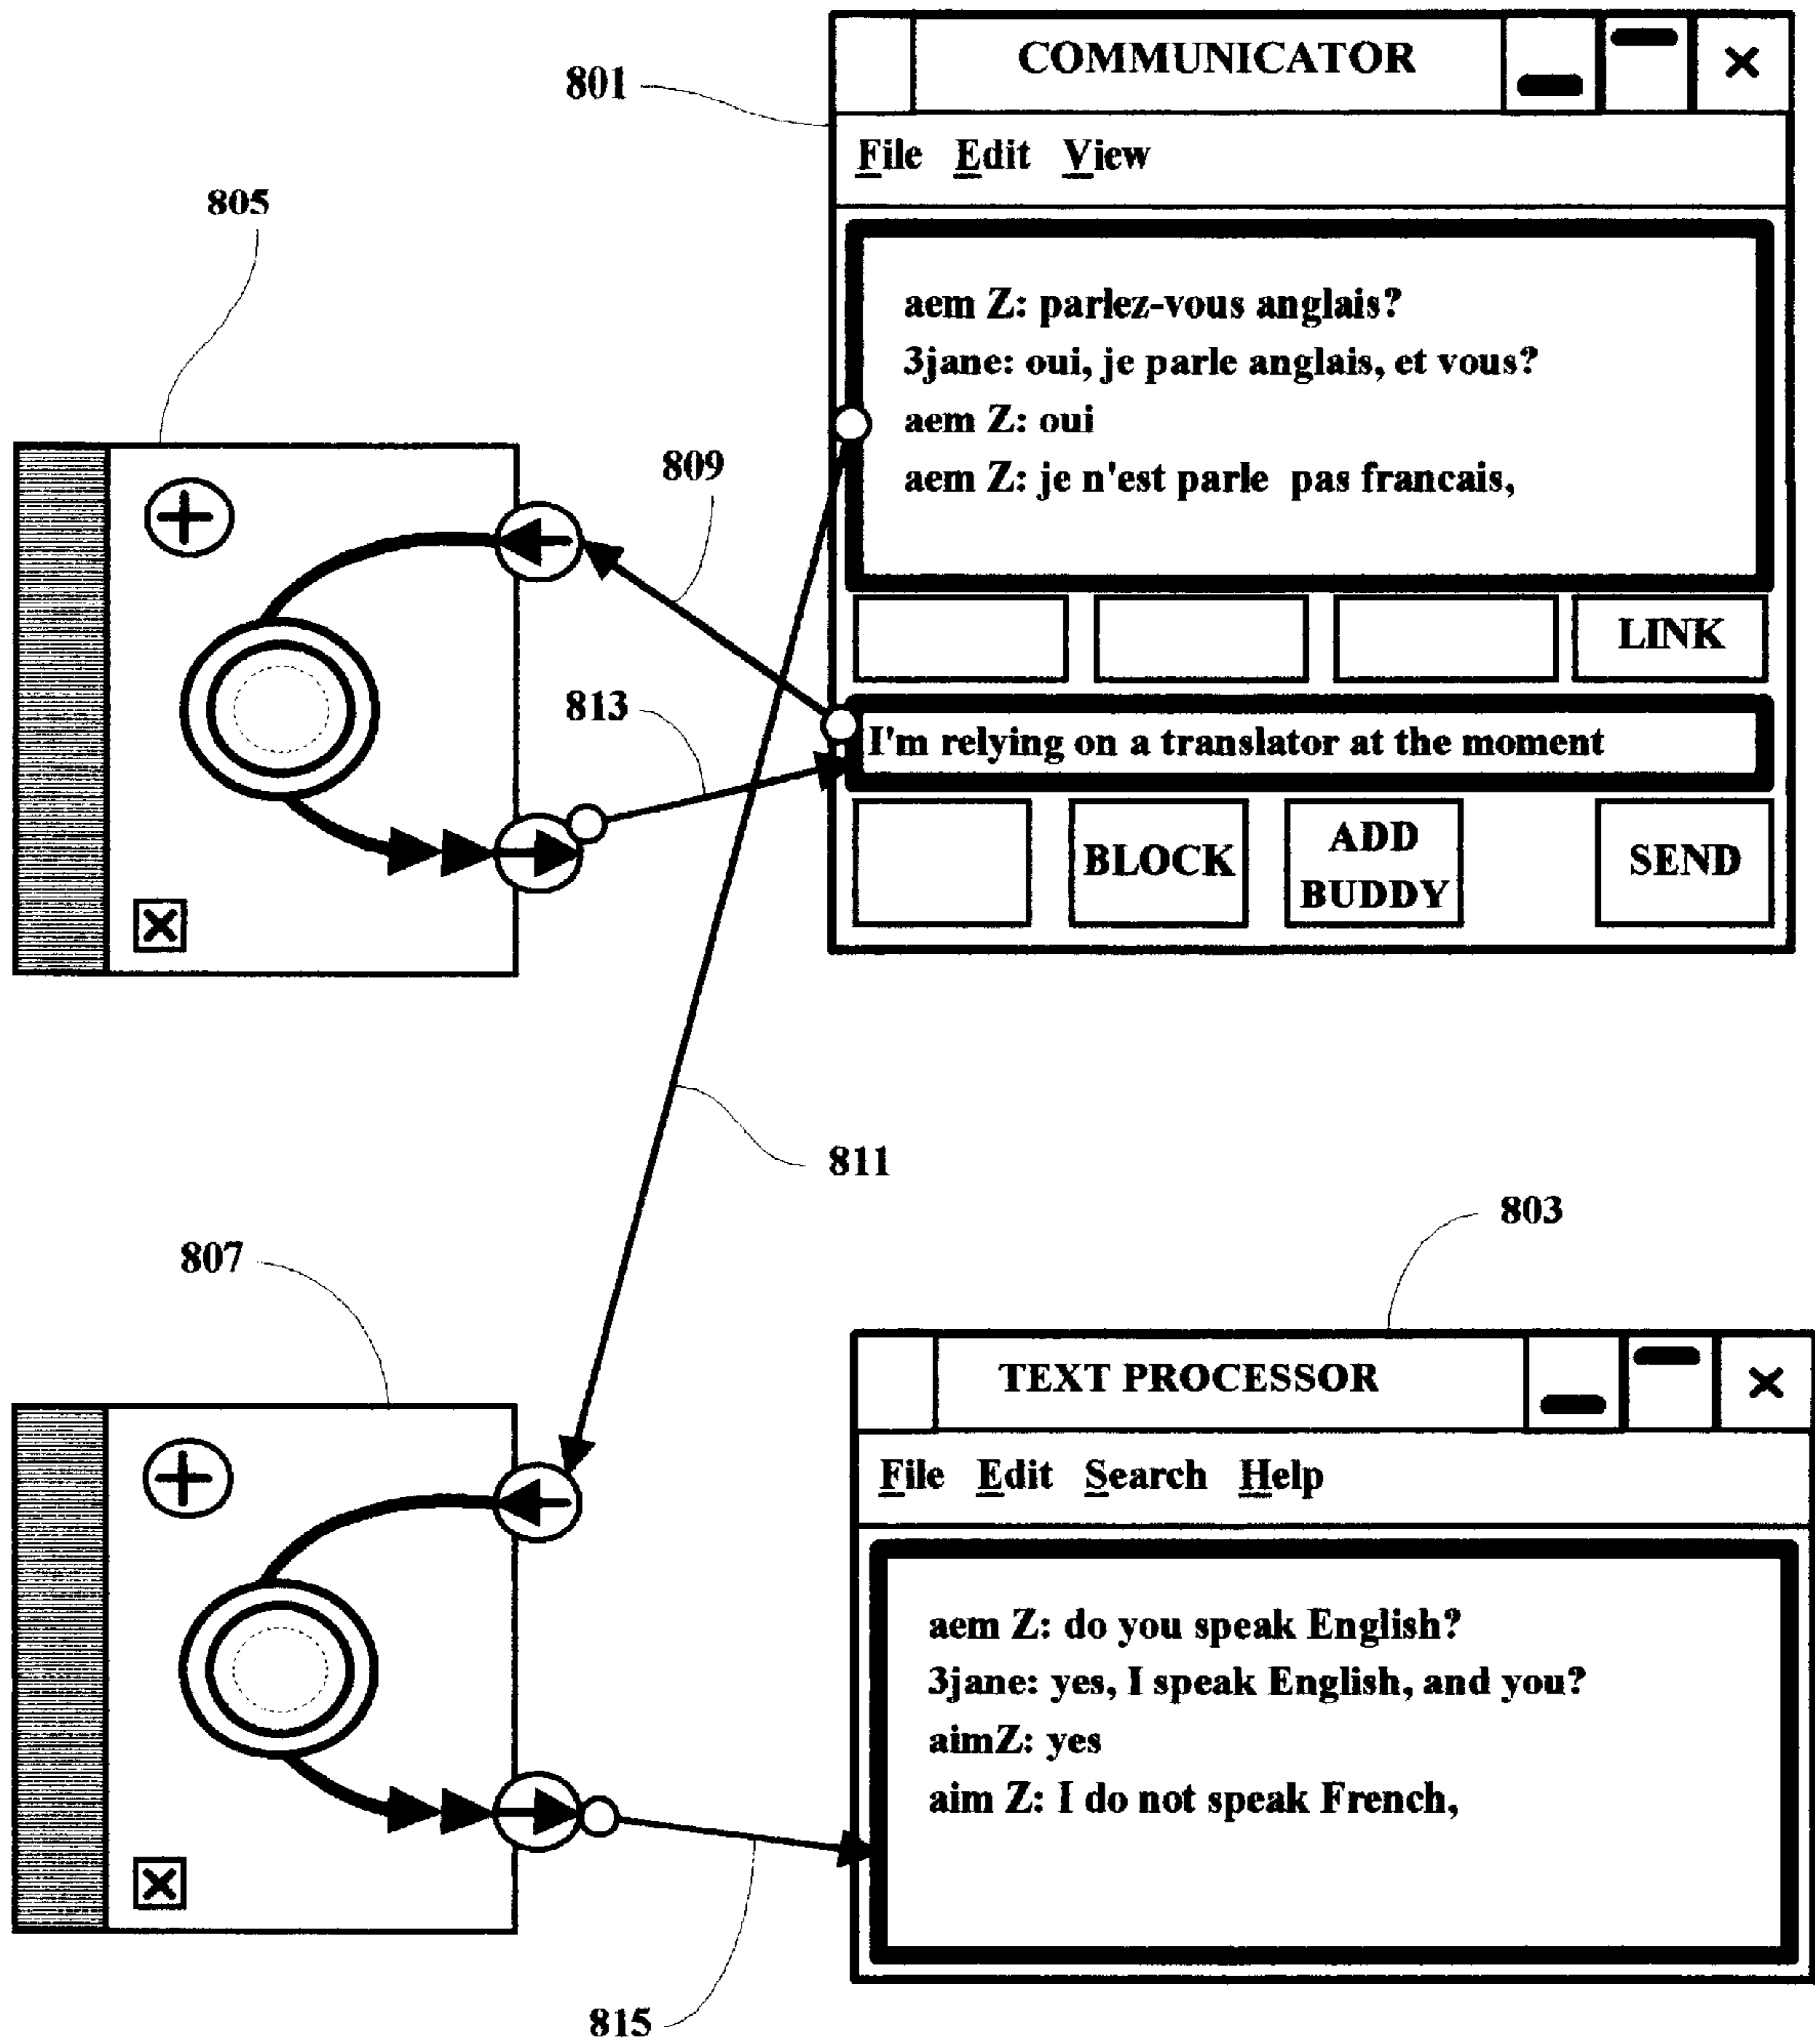 COMMUNICATOR
801
File Edit View
805
aem Z: parlez-vous anglais?
3jane: oui, je parle anglais, et vous?
aem Z: oui
809
aem Z: je n'est parle pas francais,
LINK
813
I'm relying on a translator at the moment
BLOCK
ADD
BUDDY
SEND
811
803
807
TEXT PROCESSOR
File Edit Search Help
aem Z: do you speak English?
3jane: yes, I speak English, and you?
aimZ: yes
aim Z: I do not speak French,
815